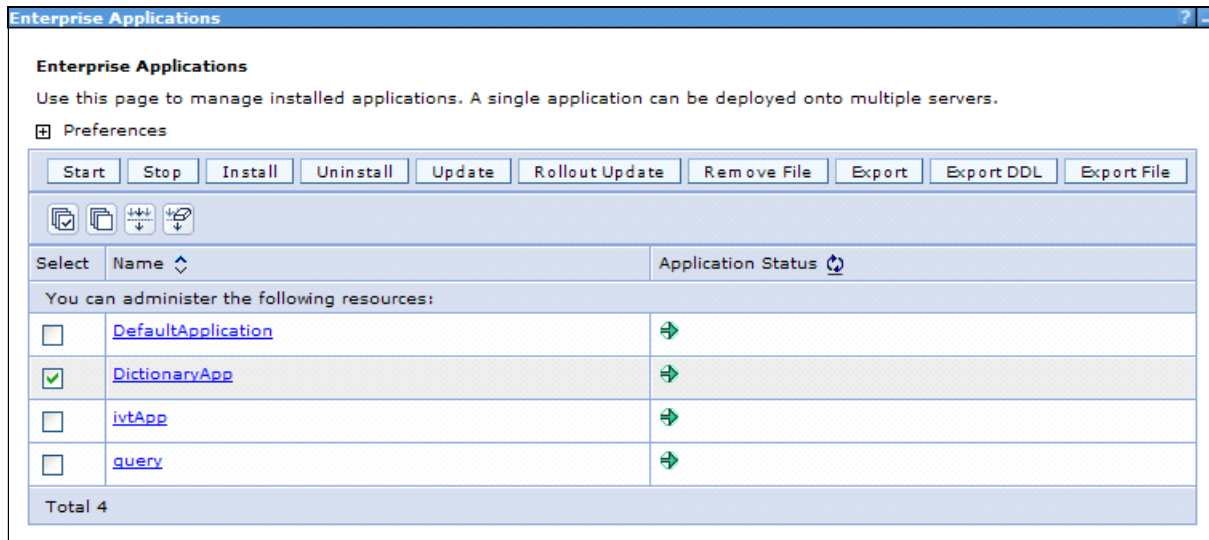 Enterprise Applications ? –
Enterprise Applications
Use this page to manage installed applications. A single application can be deployed onto multiple servers.
Preferences
Start Stop Install Uninstall Update Rollout Update Remove File Export Export DDL Export File
Select Name Application Status
You can administer the following resources:
DefaultApplication
DictionaryApp
ivtApp
query
Total 4